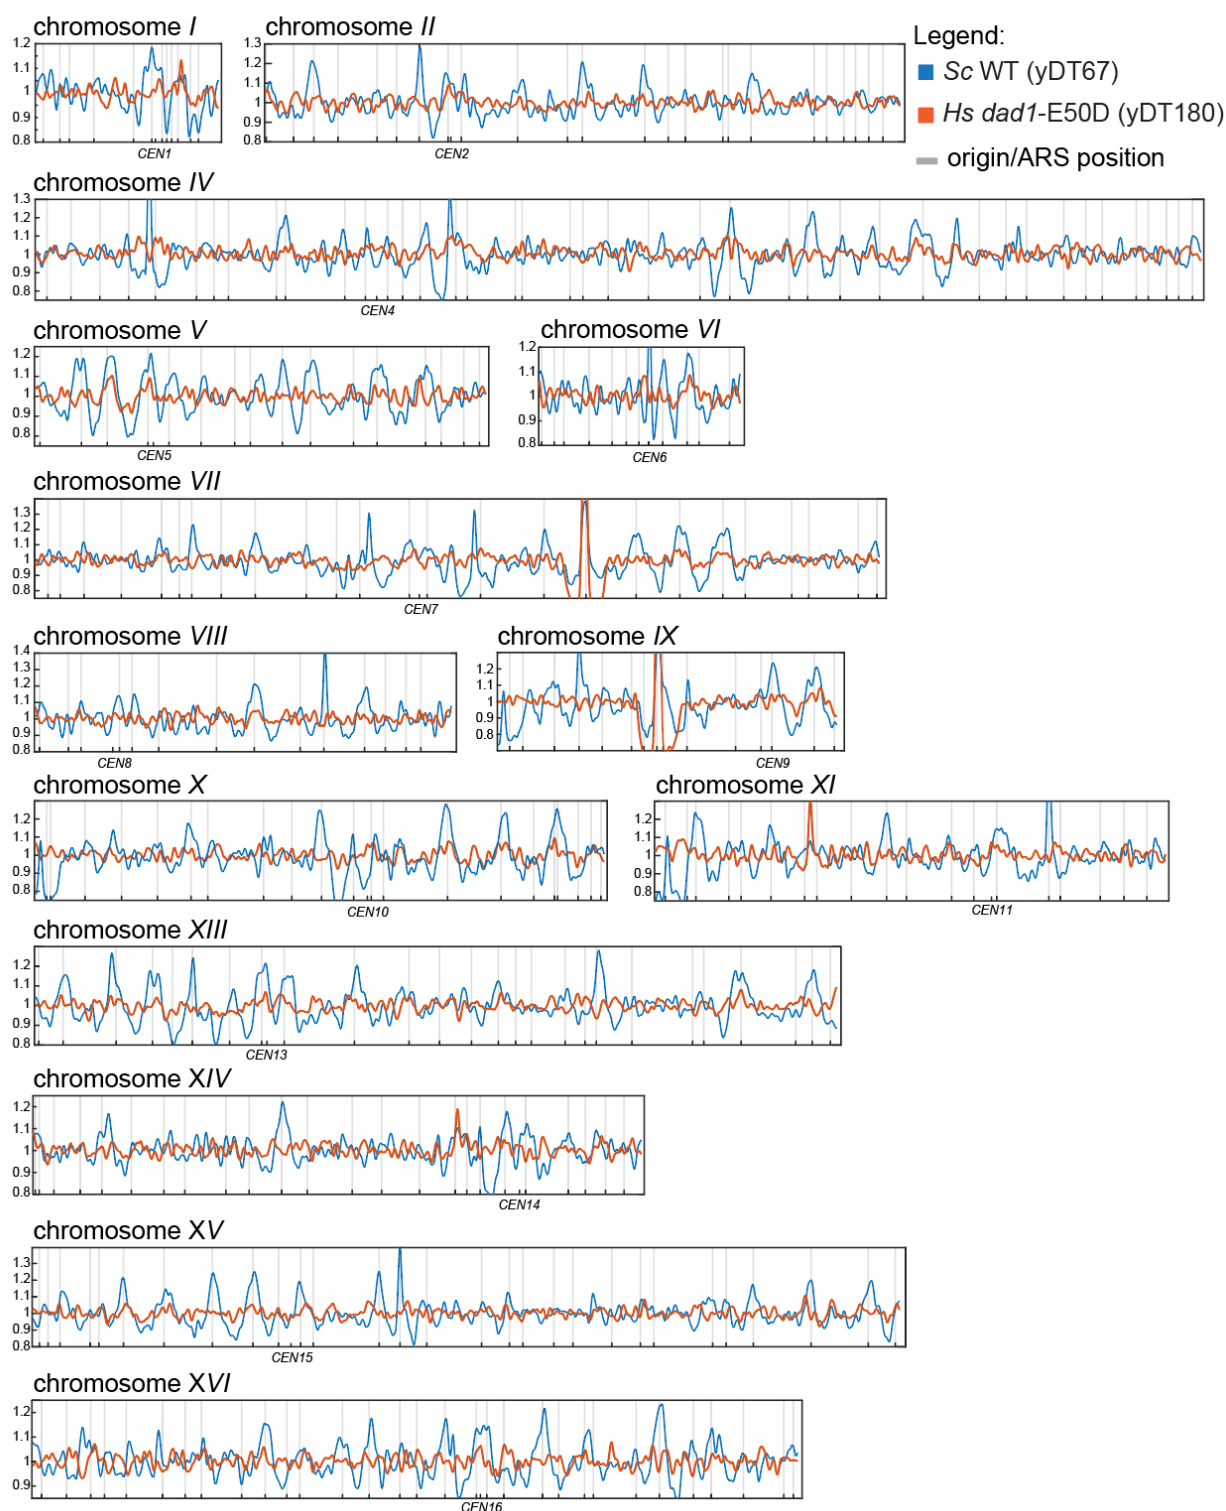 chromosome I
1.2
1.1
1
0.9
0.8
CEN1
chromosome II
1.3
1.2
1.1
1
0.9
0.8
CEN2
Legend:
Sc WT (yDT67)
Hs dad1-E50D (yDT180)
origin/ARS position
chromosome IV
1.3
1.2
1.1
1
0.9
0.8
CEN4
chromosome V
1.2
1.1
1
0.9
0.8
CEN5
chromosome VI
1.2
1.1
1
0.9
0.8
CEN6
chromosome VII
1.3
1.2
1.1
1
0.9
0.8
CEN7
chromosome VIII
1.4
1.3
1.2
1.1
1
0.9
0.8
CEN8
chromosome IX
1.2
1.1
1
0.9
0.8
CEN9
chromosome X
1.2
1.1
1
0.9
0.8
CEN10
chromosome XI
1.2
1.1
1
0.9
0.8
CEN11
chromosome XIII
1.2
1.1
1
0.9
0.8
CEN13
chromosome XIV
1.2
1.1
1
0.9
0.8
CEN14
chromosome XV
1.3
1.2
1.1
1
0.9
0.8
CEN15
chromosome XVI
1.2
1.1
1
0.9
CEN16